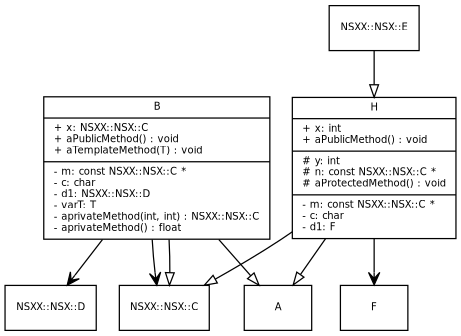 NSXX::NSX::E
B
+ x: NSXX::NSX::C
+ aPublicMethod() : void
+ aTemplateMethod(T) : void
- m: const NSXX::NSX::C *
- c: char
- d1: NSXX::NSX::D
- varT: T
- aprivateMethod(int, int) : NSXX::NSX::C
- aprivateMethod() : float
H
+ x: int
+ aPublicMethod() : void
# y: int
# n: const NSXX::NSX::C *
# aProtectedMethod() : void
- m: const NSXX::NSX::C *
- c: char
- d1: F
NSXX::NSX::D
NSXX::NSX::C
A
F